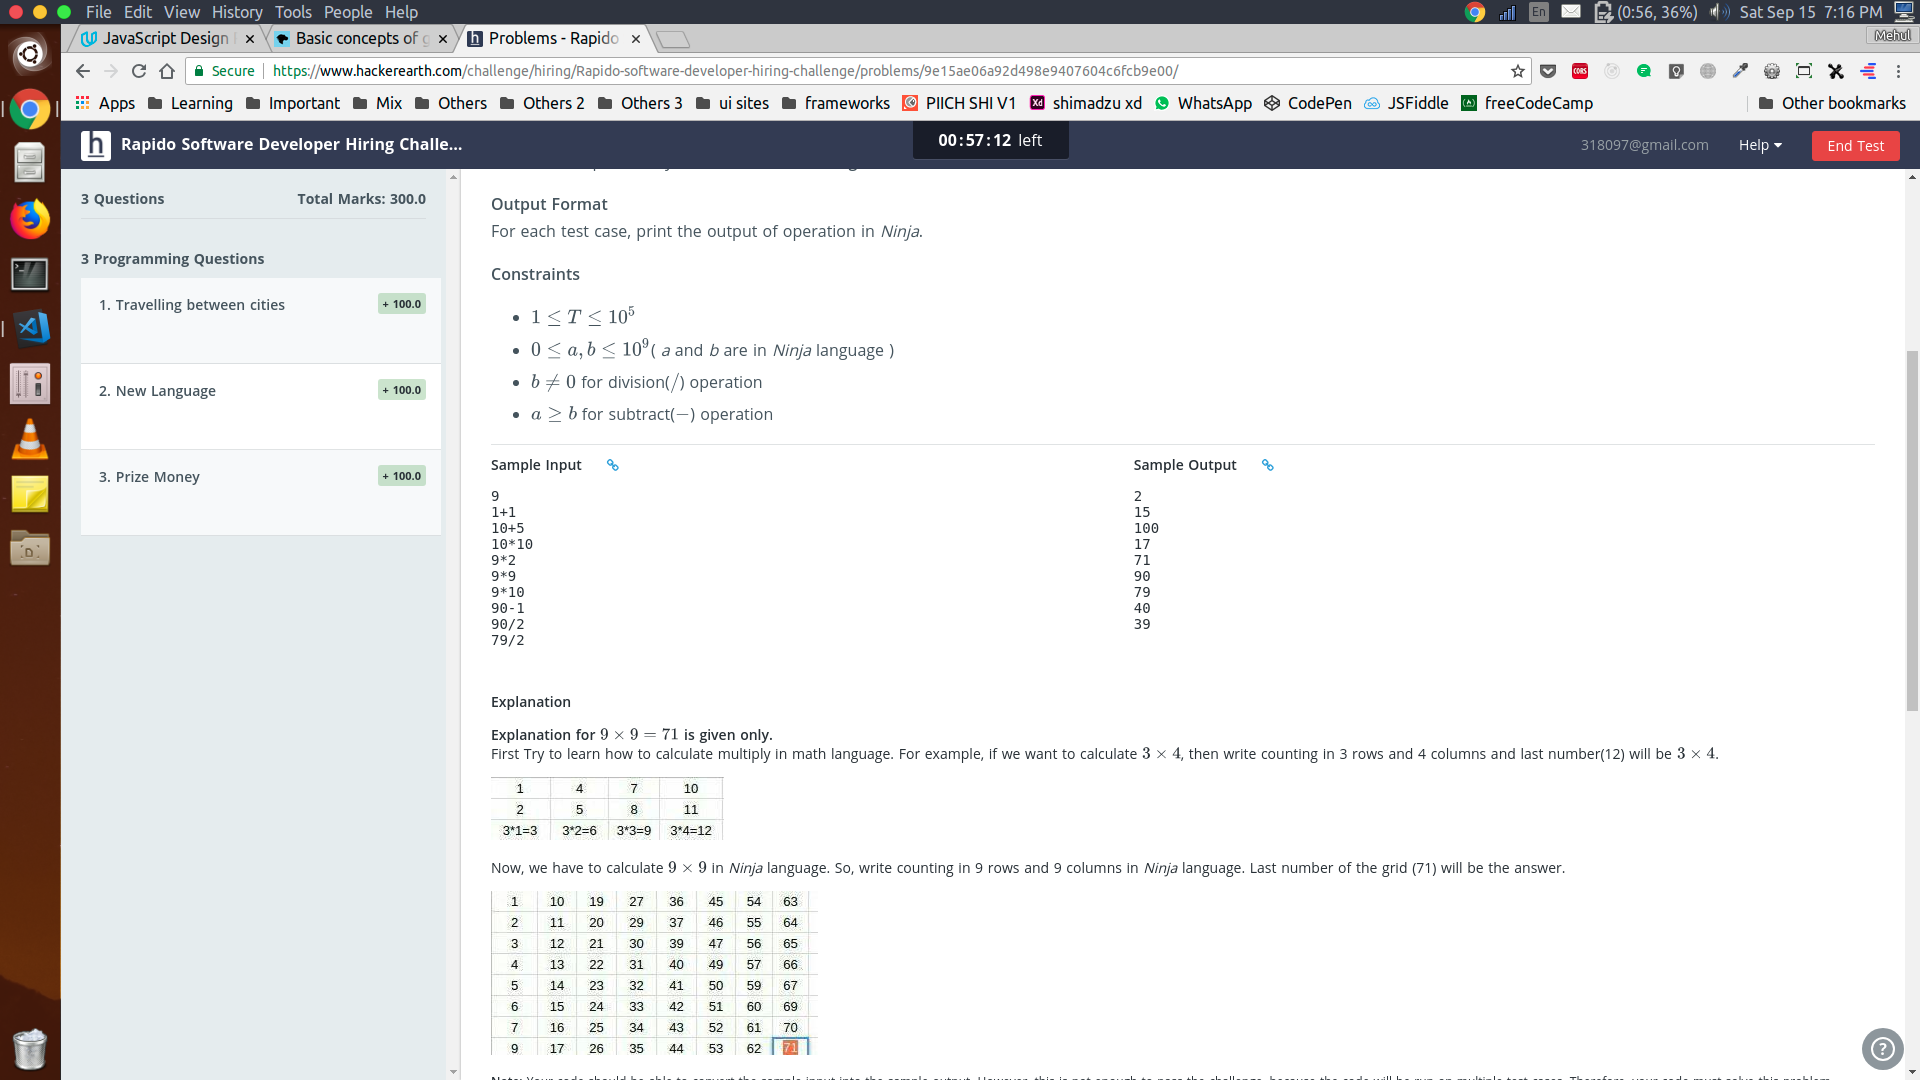 File Edit View History Tools People Help
En (0:56, 36%) Sat Sep 15 7:16 PM
JavaScript Design
Basic concepts of g
Problems - Rapido
Mehul
Secure https://www.hackerearth.com/challenge/hiring/Rapido-software-developer-hiring-challenge/problems/9e15ae06a92d498e9407604c6fcb9e00/
CORS
Apps Learning Important Mix Others Others 2 Others 3 ui sites frameworks PIICH SHI V1 Xd shimadzu xd WhatsApp CodePen JSFiddle freeCodeCamp Other bookmarks
h Rapido Software Developer Hiring Challe...
00:57:12 left
318097@gmail.com Help End Test
3 Questions Total Marks: 300.0
3 Programming Questions
1. Travelling between cities + 100.0
2. New Language + 100.0
3. Prize Money + 100.0
Output Format
For each test case, print the output of operation in Ninja.
Constraints
• 1 ≤ T ≤ 10⁵
• 0 ≤ a, b ≤ 10⁹( a and b are in Ninja language )
• b ≠ 0 for division(/) operation
• a ≥ b for subtract(−) operation
Sample Input
9
1+1
10+5
10*10
9*2
9*9
9*10
90-1
90/2
79/2
Sample Output
2
15
100
17
71
90
79
40
39
Explanation
Explanation for 9 × 9 = 71 is given only.
First Try to learn how to calculate multiply in math language. For example, if we want to calculate 3 × 4, then write counting in 3 rows and 4 columns and last number(12) will be 3 × 4.
1 4 7 10
2 5 8 11
3*1=3 3*2=6 3*3=9 3*4=12
Now, we have to calculate 9 × 9 in Ninja language. So, write counting in 9 rows and 9 columns in Ninja language. Last number of the grid (71) will be the answer.
1 10 19 27 36 45 54 63
2 11 20 29 37 46 55 64
3 12 21 30 39 47 56 65
4 13 22 31 40 49 57 66
5 14 23 32 41 50 59 67
6 15 24 33 42 51 60 69
7 16 25 34 43 52 61 70
9 17 26 35 44 53 62 71